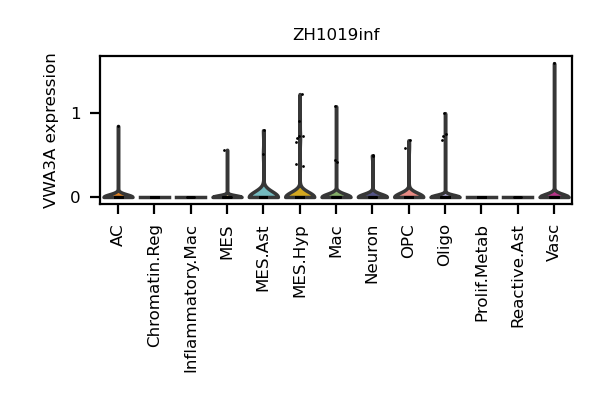 ZH1019inf
VWA3A expression
1
0
AC
Chromatin.Reg
Inflammatory.Mac
MES
MES.Ast
MES.Hyp
Mac
Neuron
OPC
Oligo
Prolif.Metab
Reactive.Ast
Vasc